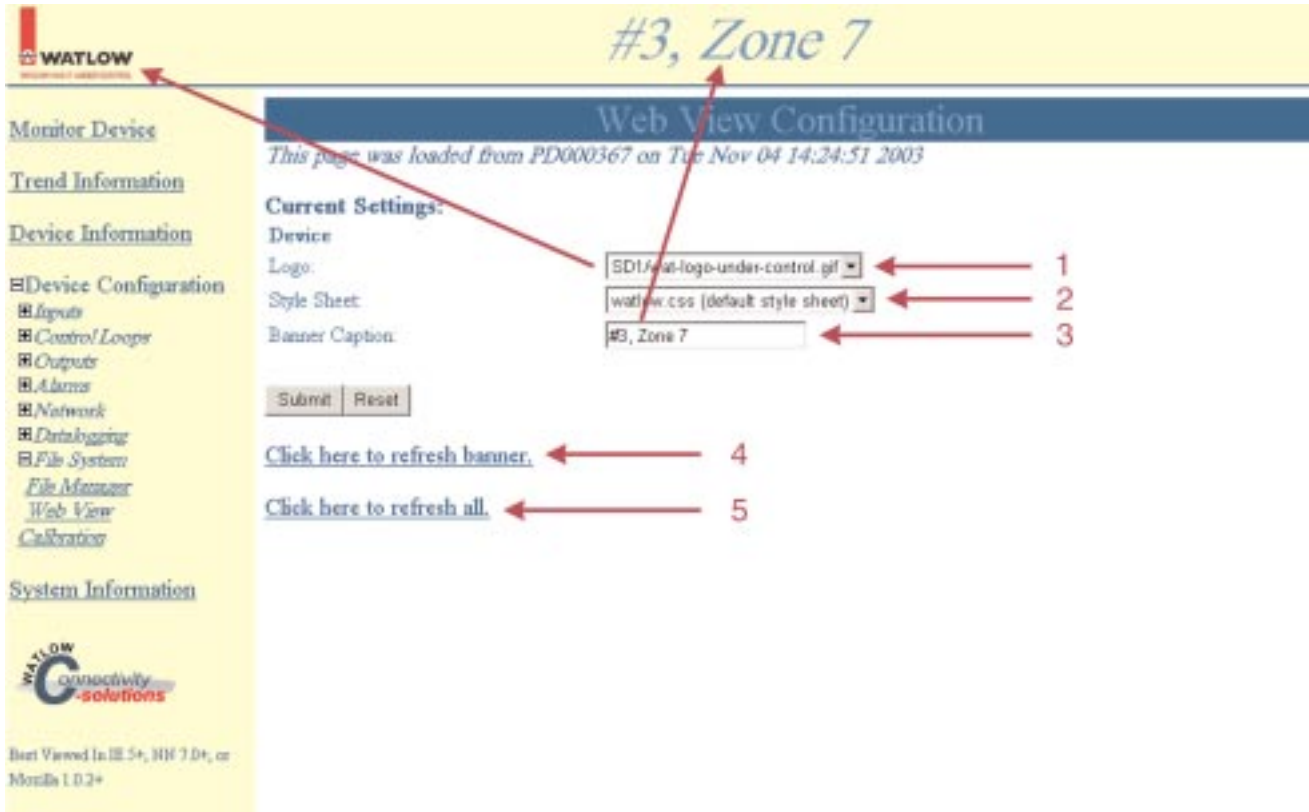 WATLOW
#3, Zone 7
Web View Configuration
This page was loaded from PD000367 on Tue Nov 04 14:24:51 2003
Monitor Device
Trend Information
Device Information
Device Configuration
Inputs
Control Loops
Outputs
Alarms
Network
Datalogging
File System
File Manager
Web View
Calibration
System Information
WATLOW
Connectivity
-solutions
Best Viewed In IE 5+, NN 7.0+, or
Mozilla 1.0.2+
Current Settings:
Device
Logo: SD1/wat-logo-under-control.gif 1
Style Sheet: watlow.css (default style sheet) 2
Banner Caption: #3, Zone 7 3
Submit Reset
Click here to refresh banner. 4
Click here to refresh all. 5